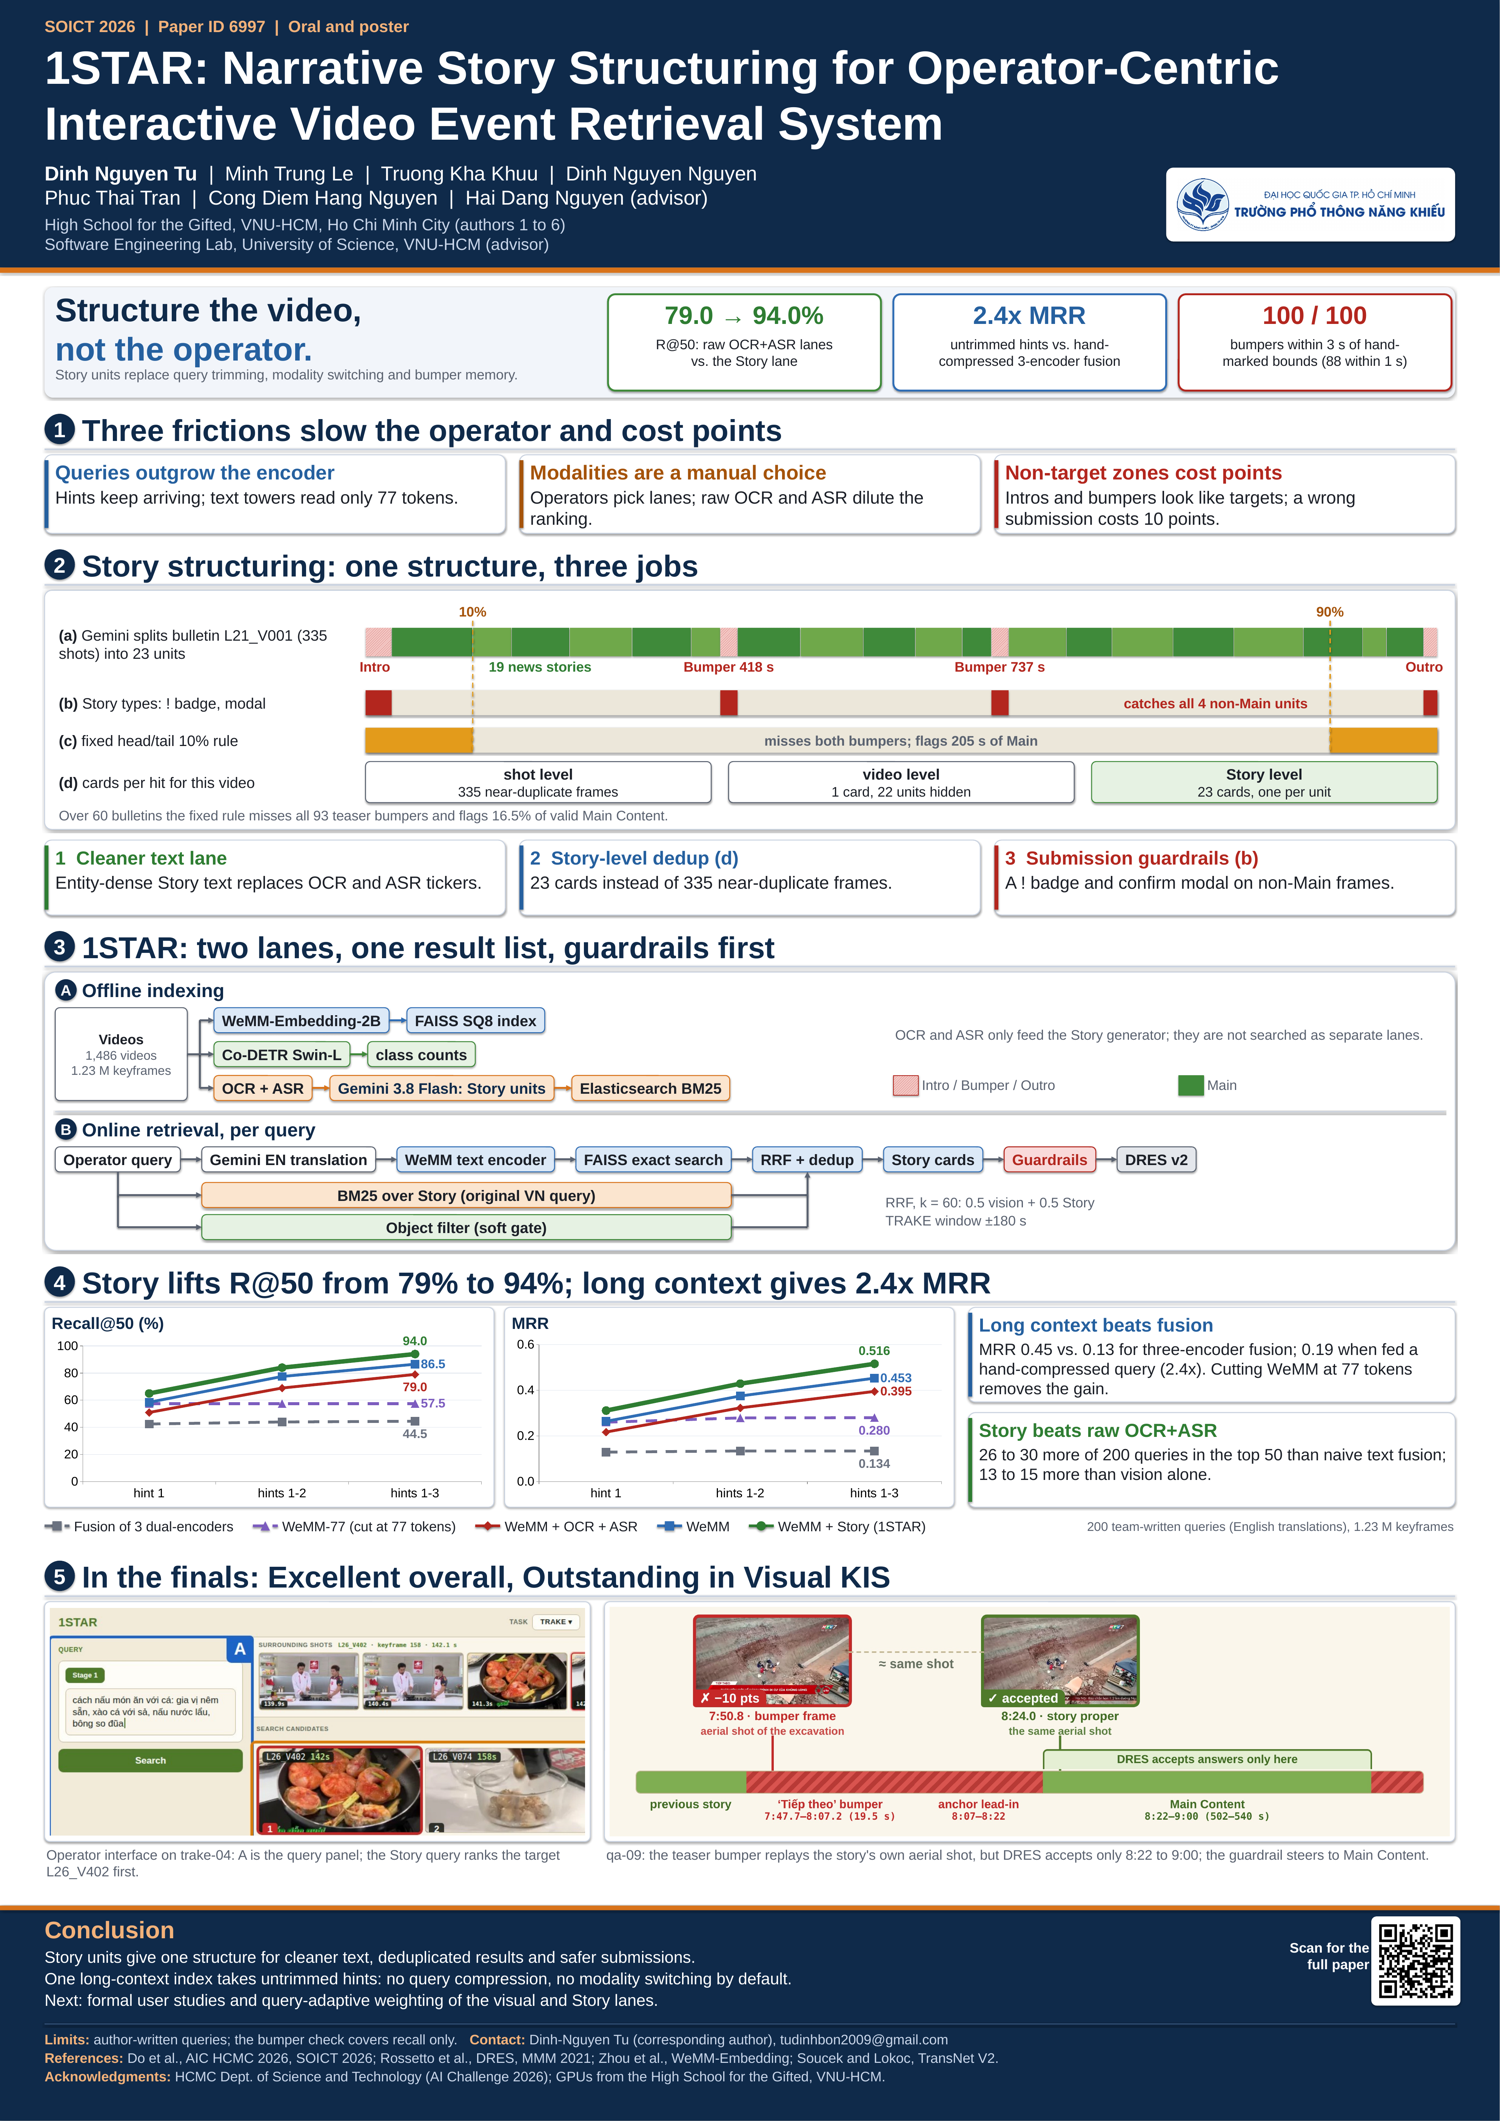 SOICT 2026 | Paper ID 6997 | Oral and poster
1STAR: Narrative Story Structuring for Operator-Centric
Interactive Video Event Retrieval System
Dinh Nguyen Tu | Minh Trung Le | Truong Kha Khuu | Dinh Nguyen Nguyen
Phuc Thai Tran | Cong Diem Hang Nguyen | Hai Dang Nguyen (advisor)
High School for the Gifted, VNU-HCM, Ho Chi Minh City (authors 1 to 6)
Software Engineering Lab, University of Science, VNU-HCM (advisor)
ĐẠI HỌC QUỐC GIA TP. HỒ CHÍ MINH
TRƯỜNG PHỔ THÔNG NĂNG KHIẾU
Structure the video,
not the operator.
Story units replace query trimming, modality switching and bumper memory.
79.0 → 94.0%
R@50: raw OCR+ASR lanes
vs. the Story lane
2.4x MRR
untrimmed hints vs. hand-
compressed 3-encoder fusion
100 / 100
bumpers within 3 s of hand-
marked bounds (88 within 1 s)
1 Three frictions slow the operator and cost points
Queries outgrow the encoder
Hints keep arriving; text towers read only 77 tokens.
Modalities are a manual choice
Operators pick lanes; raw OCR and ASR dilute the
ranking.
Non-target zones cost points
Intros and bumpers look like targets; a wrong
submission costs 10 points.
2 Story structuring: one structure, three jobs
10%
90%
(a) Gemini splits bulletin L21_V001 (335
shots) into 23 units
Intro
19 news stories
Bumper 418 s
Bumper 737 s
Outro
(b) Story types: ! badge, modal
catches all 4 non-Main units
(c) fixed head/tail 10% rule
misses both bumpers; flags 205 s of Main
(d) cards per hit for this video
shot level
335 near-duplicate frames
video level
1 card, 22 units hidden
Story level
23 cards, one per unit
Over 60 bulletins the fixed rule misses all 93 teaser bumpers and flags 16.5% of valid Main Content.
1 Cleaner text lane
Entity-dense Story text replaces OCR and ASR tickers.
2 Story-level dedup (d)
23 cards instead of 335 near-duplicate frames.
3 Submission guardrails (b)
A ! badge and confirm modal on non-Main frames.
3 1STAR: two lanes, one result list, guardrails first
A Offline indexing
Videos
1,486 videos
1.23 M keyframes
WeMM-Embedding-2B
FAISS SQ8 index
Co-DETR Swin-L
class counts
OCR + ASR
Gemini 3.8 Flash: Story units
Elasticsearch BM25
OCR and ASR only feed the Story generator; they are not searched as separate lanes.
Intro / Bumper / Outro
Main
B Online retrieval, per query
Operator query
Gemini EN translation
WeMM text encoder
FAISS exact search
RRF + dedup
Story cards
Guardrails
DRES v2
BM25 over Story (original VN query)
Object filter (soft gate)
RRF, k = 60: 0.5 vision + 0.5 Story
TRAKE window ±180 s
4 Story lifts R@50 from 79% to 94%; long context gives 2.4x MRR
Recall@50 (%)
100
80
60
40
20
0
94.0
86.5
79.0
57.5
44.5
hint 1
hints 1-2
hints 1-3
MRR
0.6
0.4
0.2
0.0
0.516
0.453
0.395
0.280
0.134
hint 1
hints 1-2
hints 1-3
Long context beats fusion
MRR 0.45 vs. 0.13 for three-encoder fusion; 0.19 when fed a
hand-compressed query (2.4x). Cutting WeMM at 77 tokens
removes the gain.
Story beats raw OCR+ASR
26 to 30 more of 200 queries in the top 50 than naive text fusion;
13 to 15 more than vision alone.
Fusion of 3 dual-encoders
WeMM-77 (cut at 77 tokens)
WeMM + OCR + ASR
WeMM
WeMM + Story (1STAR)
200 team-written queries (English translations), 1.23 M keyframes
5 In the finals: Excellent overall, Outstanding in Visual KIS
1STAR
TASK
TRAKE ▾
QUERY
A
Stage 1
cách nấu món ăn với cá: gia vị nêm
sẵn, xào cá với sả, nấu nước lẩu,
bông so đũa
Search
SURROUNDING SHOTS L26_V402 · keyframe 158 · 142.1 s
139.9s
140.4s
141.3s
142
SEARCH CANDIDATES
L26_V402 142s
L26_V074 158s
1
2
✗ −10 pts
≈ same shot
✓ accepted
7:50.8 · bumper frame
aerial shot of the excavation
8:24.0 · story proper
the same aerial shot
DRES accepts answers only here
previous story
‘Tiếp theo’ bumper
7:47.7–8:07.2 (19.5 s)
anchor lead-in
8:07–8:22
Main Content
8:22–9:00 (502–540 s)
Operator interface on trake-04: A is the query panel; the Story query ranks the target
L26_V402 first.
qa-09: the teaser bumper replays the story's own aerial shot, but DRES accepts only 8:22 to 9:00; the guardrail steers to Main Content.
Conclusion
Story units give one structure for cleaner text, deduplicated results and safer submissions.
One long-context index takes untrimmed hints: no query compression, no modality switching by default.
Next: formal user studies and query-adaptive weighting of the visual and Story lanes.
Scan for the
full paper
Limits: author-written queries; the bumper check covers recall only. Contact: Dinh-Nguyen Tu (corresponding author), tudinhbon2009@gmail.com
References: Do et al., AIC HCMC 2026, SOICT 2026; Rossetto et al., DRES, MMM 2021; Zhou et al., WeMM-Embedding; Soucek and Lokoc, TransNet V2.
Acknowledgments: HCMC Dept. of Science and Technology (AI Challenge 2026); GPUs from the High School for the Gifted, VNU-HCM.